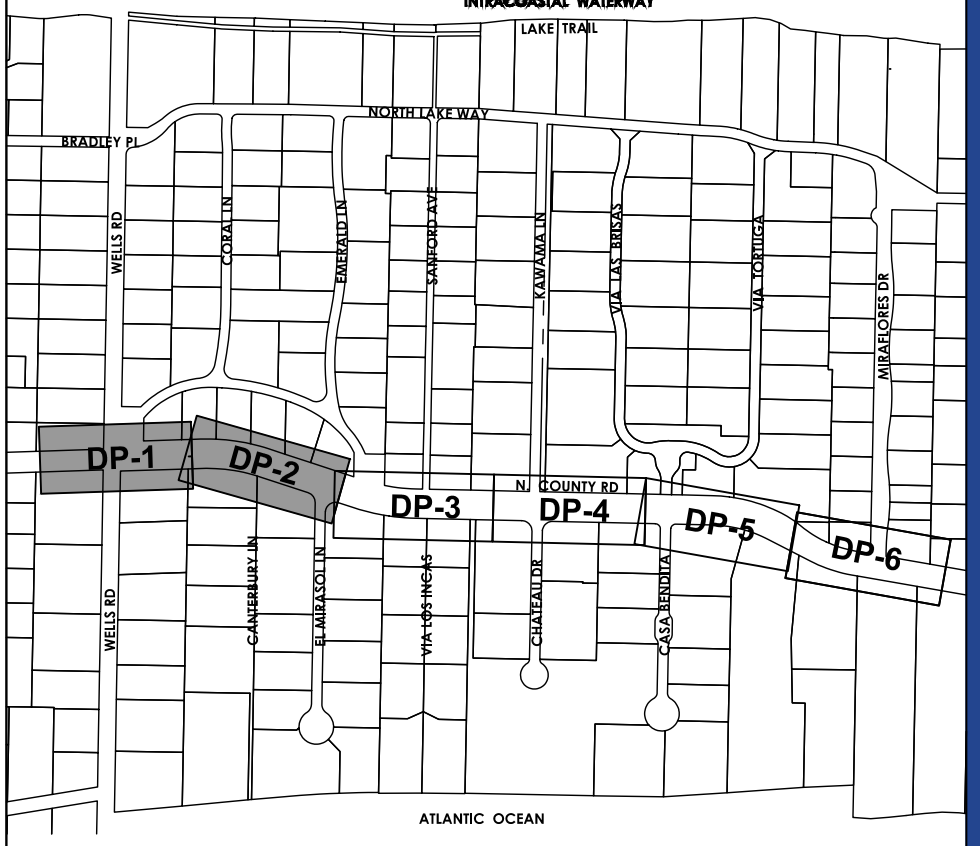 INTRACOASTAL WATERWAY
LAKE TRAIL
NORTH LAKE WAY
BRADLEY PL
WELLS RD
CORAL LN
EMERALD LN
SANFORD AVE
KAWAMA LN
VIA LAS BRISAS
VIA TORTUGA
MIRAFLORES DR
DP-1
DP-2
N. COUNTY RD
DP-3
DP-4
DP-5
DP-6
WELLS RD
CANTERBURY LN
EL MIRASOL LN
VIA LOS INCAS
CHATEAU DR
CASA BENDITA
ATLANTIC OCEAN